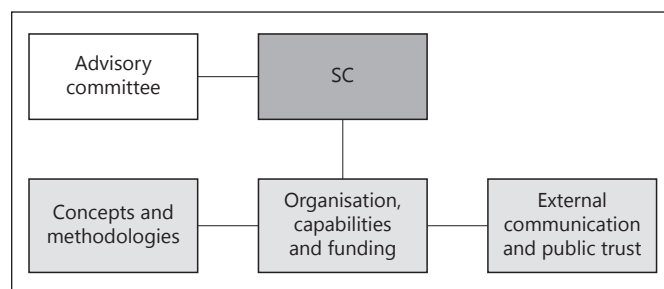 Advisory
committee
SC
Concepts and
methodologies
Organisation,
capabilities
and funding
External
communication
and public trust